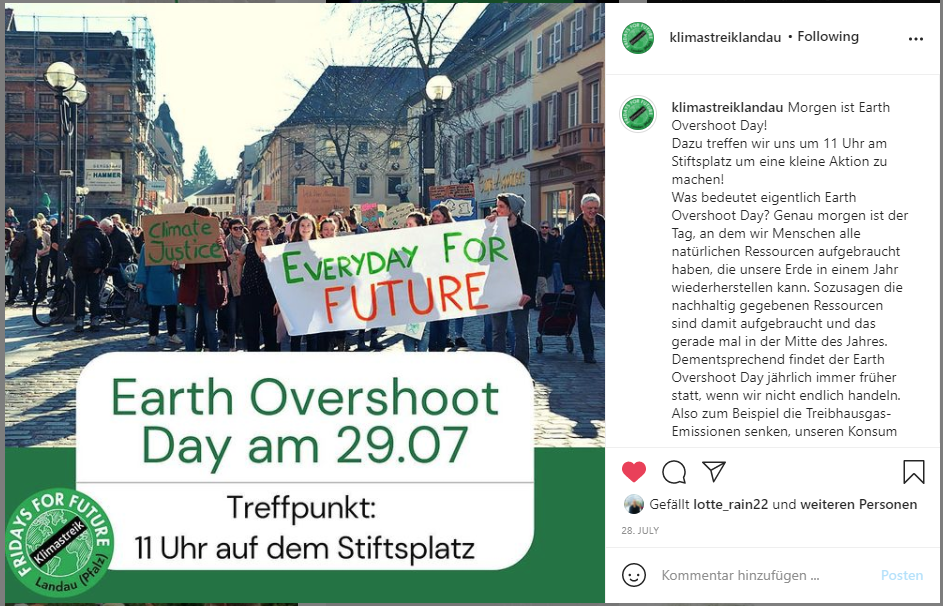 BERGSTRÄS
HAMMER
Climate
Justice
EVERYDAY FOR
FUTURE
Earth Overshoot
Day am 29.07
Treffpunkt:
11 Uhr auf dem Stiftsplatz
FRIDAYS FOR FUTURE
Klimastreik
Landau (Pfalz)
klimastreiklandau • Following
klimastreiklandau Morgen ist Earth
Overshoot Day!
Dazu treffen wir uns um 11 Uhr am
Stiftsplatz um eine kleine Aktion zu
machen!
Was bedeutet eigentlich Earth
Overshoot Day? Genau morgen ist der
Tag, an dem wir Menschen alle
natürlichen Ressourcen aufgebraucht
haben, die unsere Erde in einem Jahr
wiederherstellen kann. Sozusagen die
nachhaltig gegebenen Ressourcen
sind damit aufgebraucht und das
gerade mal in der Mitte des Jahres.
Dementsprechend findet der Earth
Overshoot Day jährlich immer früher
statt, wenn wir nicht endlich handeln.
Also zum Beispiel die Treibhausgas-
Emissionen senken, unseren Konsum
Gefällt lotte_rain22 und weiteren Personen
28. JULY
Kommentar hinzufügen ...
Posten